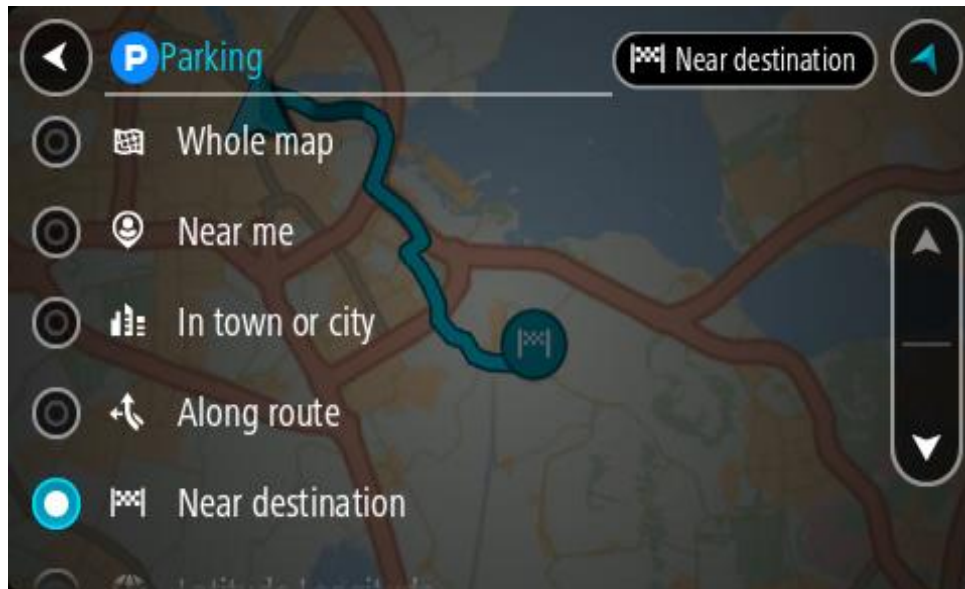 P Parking
Near destination
Whole map
Near me
In town or city
Along route
Near destination